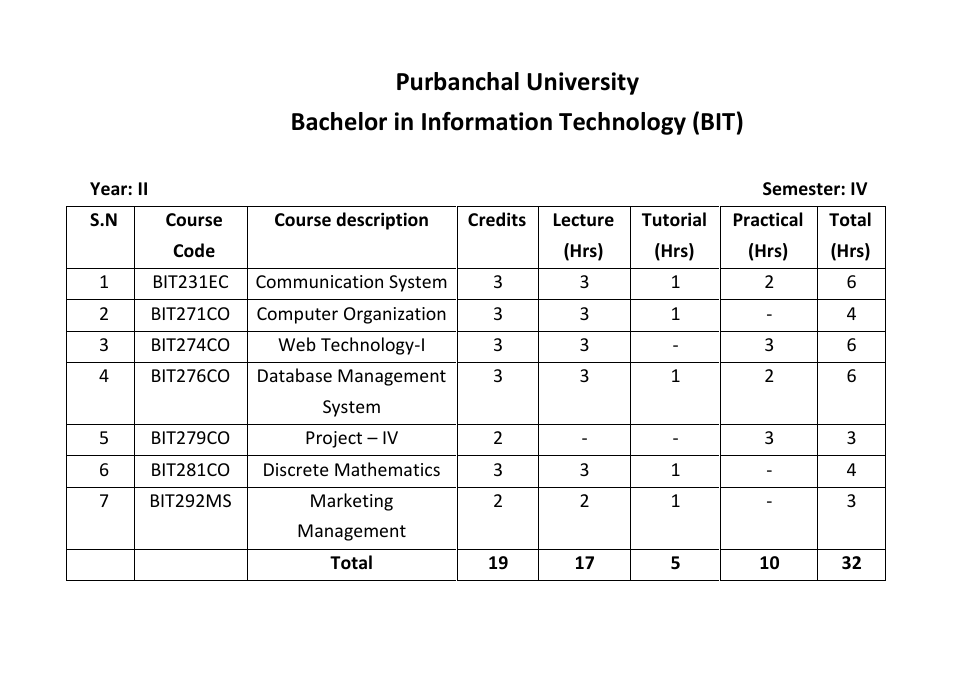 Purbanchal University
Bachelor in Information Technology (BIT)
Year: II Semester: IV
S.N Course Code Course description Credits Lecture (Hrs) Tutorial (Hrs) Practical (Hrs) Total (Hrs)
1 BIT231EC Communication System 3 3 1 2 6
2 BIT271CO Computer Organization 3 3 1 - 4
3 BIT274CO Web Technology-I 3 3 - 3 6
4 BIT276CO Database Management System 3 3 1 2 6
5 BIT279CO Project – IV 2 - - 3 3
6 BIT281CO Discrete Mathematics 3 3 1 - 4
7 BIT292MS Marketing Management 2 2 1 - 3
Total 19 17 5 10 32